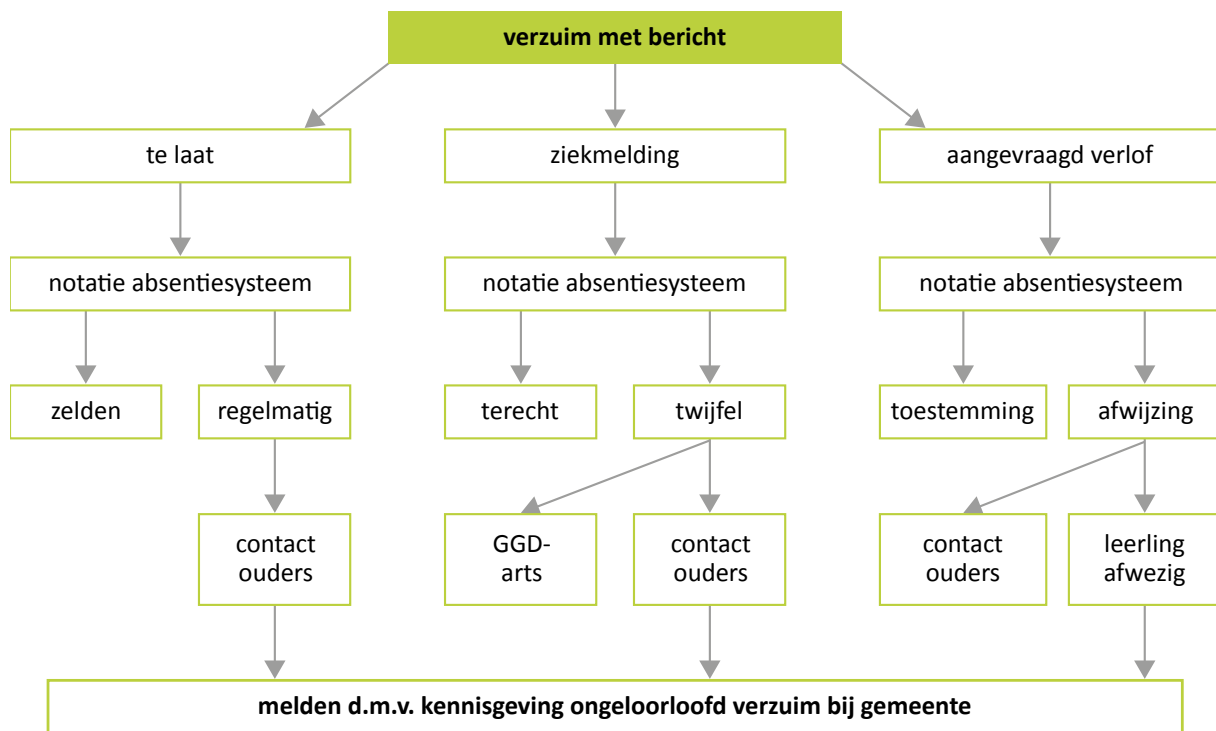 verzuim met bericht
te laat
ziekmelding
aangevraagd verlof
notatie absentiesysteem
notatie absentiesysteem
notatie absentiesysteem
zelden
regelmatig
terecht
twijfel
toestemming
afwijzing
contact
ouders
GGD-
arts
contact
ouders
contact
ouders
leerling
afwezig
melden d.m.v. kennisgeving ongeloorloofd verzuim bij gemeente